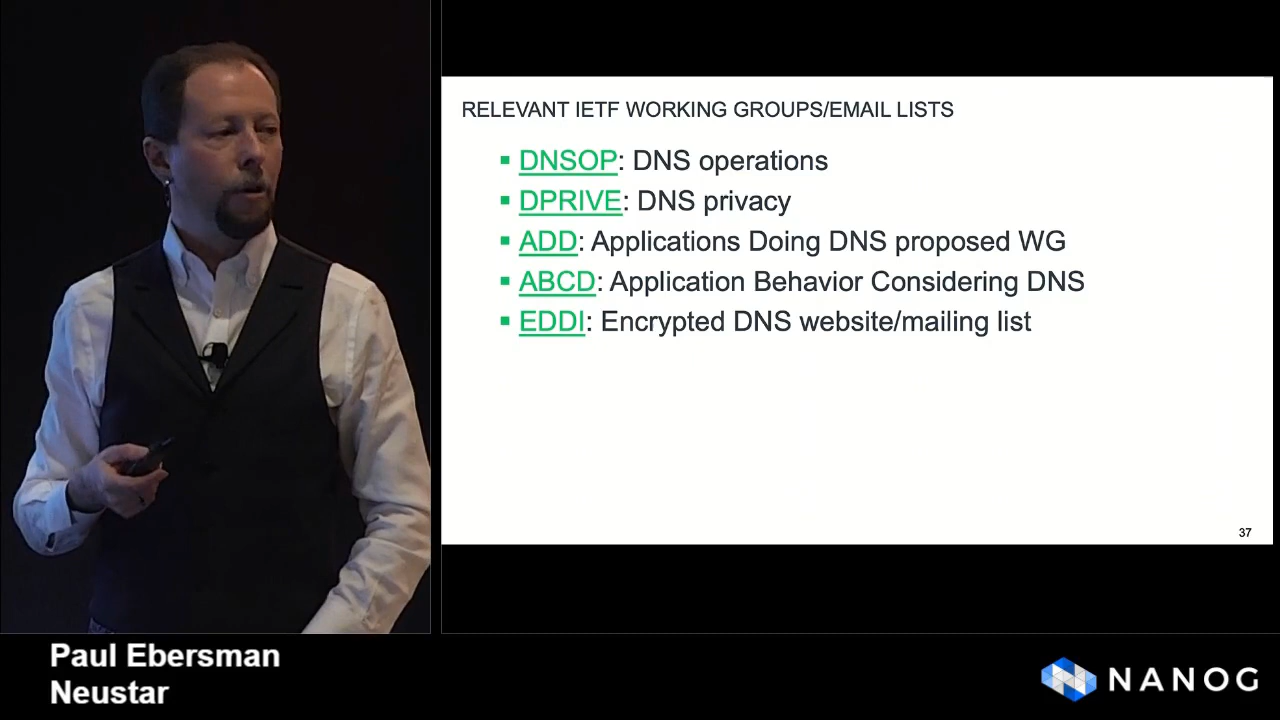 RELEVANT IETF WORKING GROUPS/EMAIL LISTS
▪ DNSOP: DNS operations
▪ DPRIVE: DNS privacy
▪ ADD: Applications Doing DNS proposed WG
▪ ABCD: Application Behavior Considering DNS
▪ EDDI: Encrypted DNS website/mailing list
37
Paul Ebersman
Neustar
NANOG